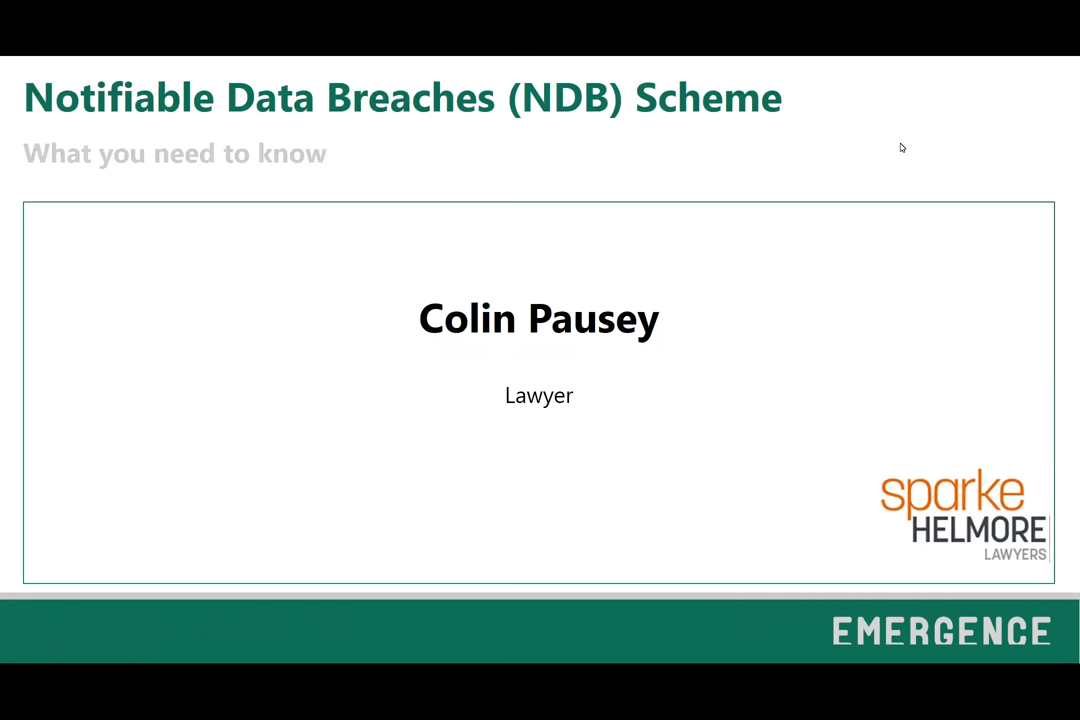 Notifiable Data Breaches (NDB) Scheme
What you need to know
Colin Pausey
Lawyer
sparke
HELMORE
LAWYERS
EMERGENCE